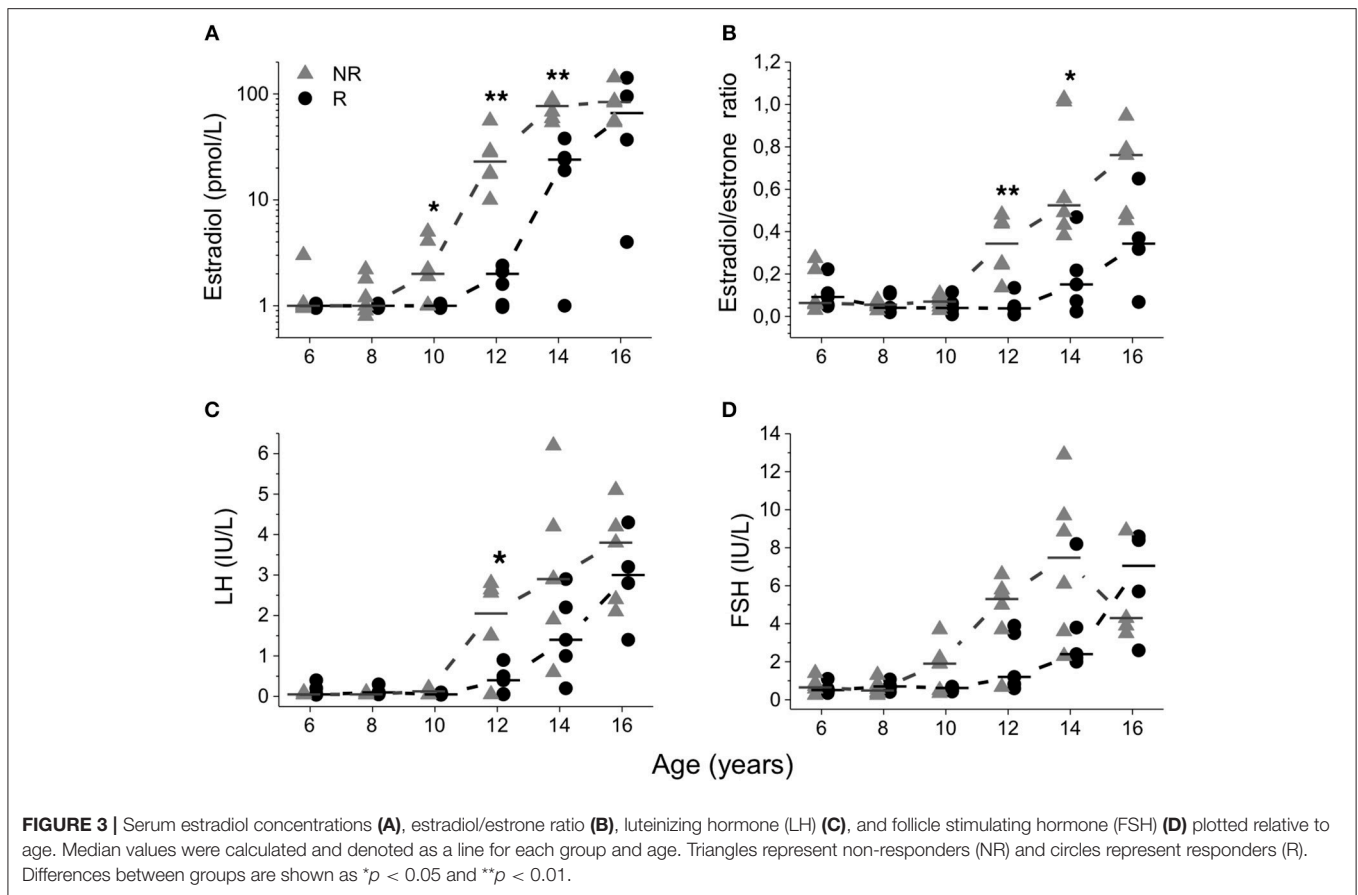 A
NR
R
Estradiol (pmol/L)
100
10
1
*
**
**
6 8 10 12 14 16
B
Estradiol/estrone ratio
1,2
1,0
0,8
0,6
0,4
0,2
0,0
**
*
6 8 10 12 14 16
C
LH (IU/L)
6
5
4
3
2
1
0
*
6 8 10 12 14 16
D
FSH (IU/L)
14
12
10
8
6
4
2
0
6 8 10 12 14 16
Age (years)
FIGURE 3 | Serum estradiol concentrations (A), estradiol/estrone ratio (B), luteinizing hormone (LH) (C), and follicle stimulating hormone (FSH) (D) plotted relative to
age. Median values were calculated and denoted as a line for each group and age. Triangles represent non-responders (NR) and circles represent responders (R).
Differences between groups are shown as *p < 0.05 and **p < 0.01.